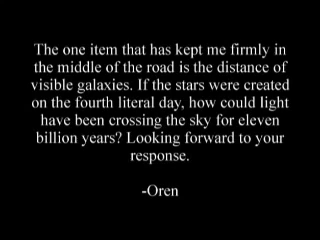 The one item that has kept me firmly in
the middle of the road is the distance of
visible galaxies. If the stars were created
on the fourth literal day, how could light
have been crossing the sky for eleven
billion years? Looking forward to your
response.
-Oren